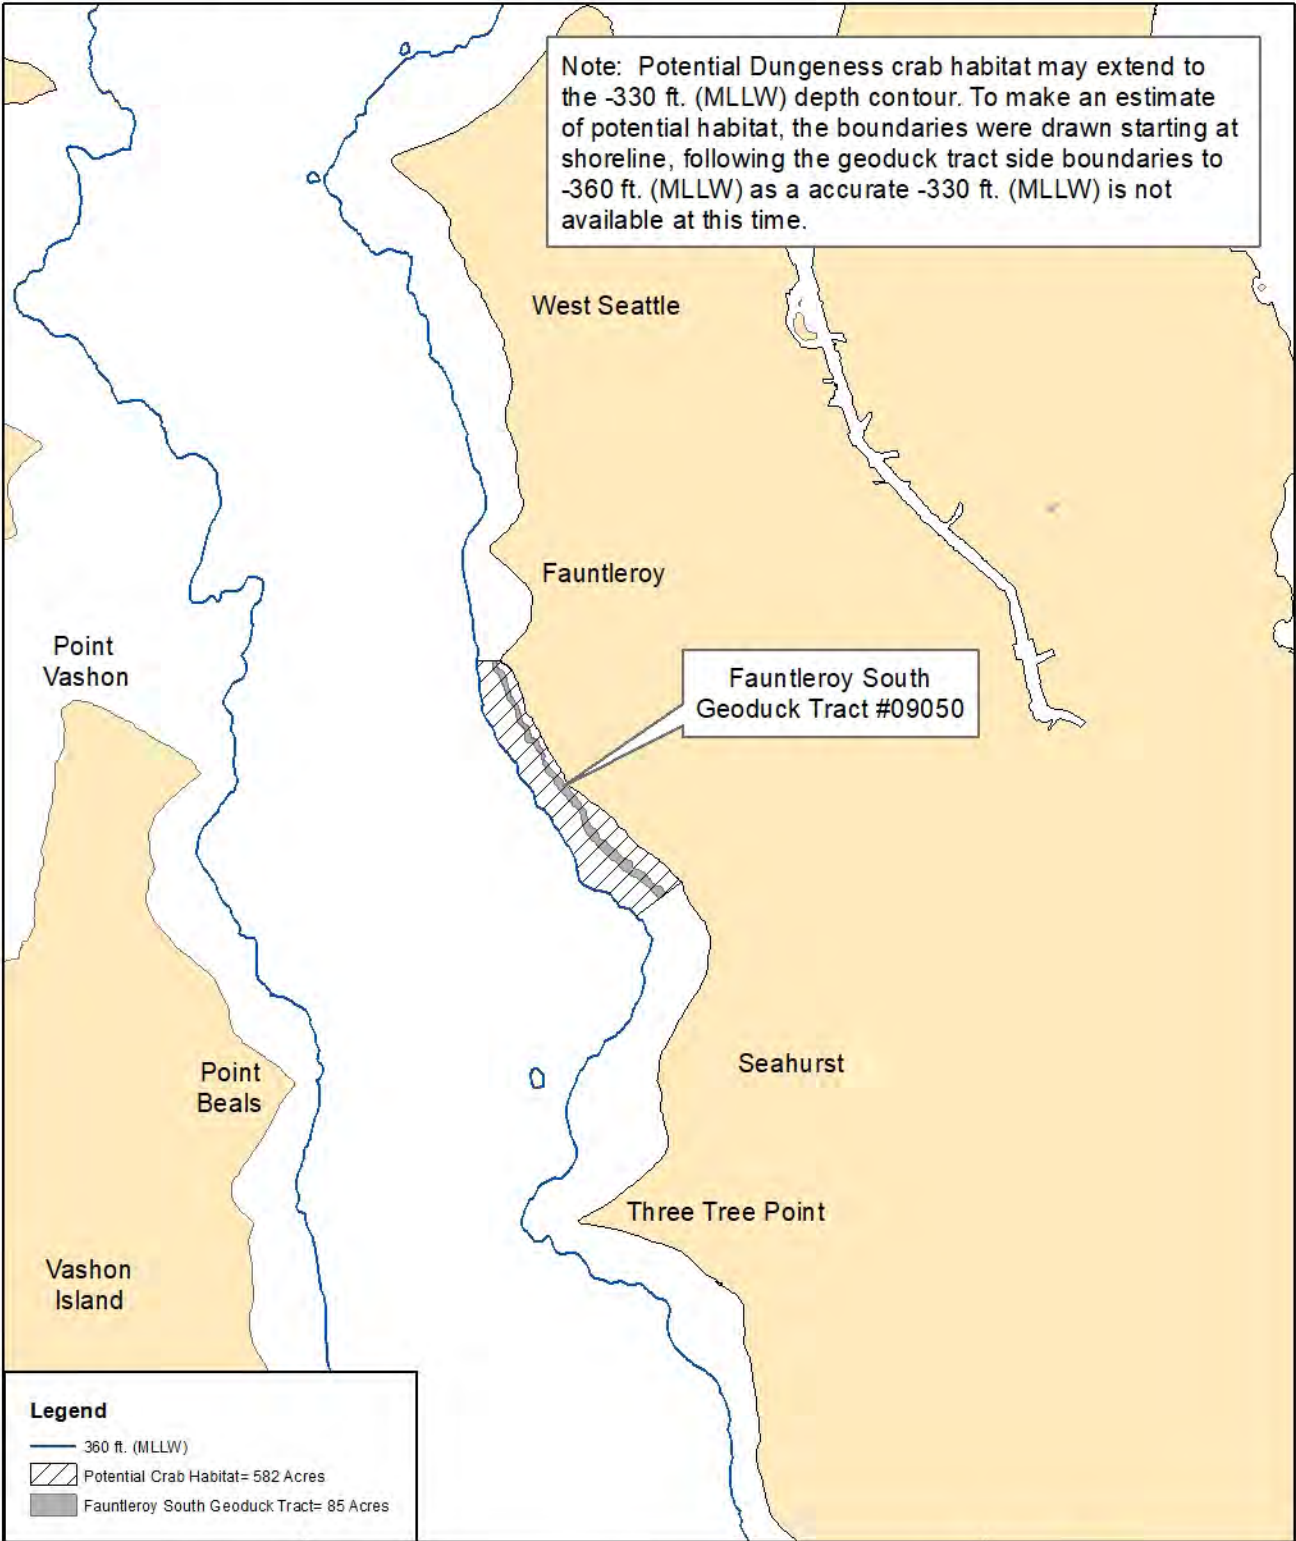 Note: Potential Dungeness crab habitat may extend to
the -330 ft. (MLLW) depth contour. To make an estimate
of potential habitat, the boundaries were drawn starting at
shoreline, following the geoduck tract side boundaries to
-360 ft. (MLLW) as a accurate -330 ft. (MLLW) is not
available at this time.
West Seattle
Fauntleroy
Point
Vashon
Fauntleroy South
Geoduck Tract #09050
Point
Beals
Seahurst
Three Tree Point
Vashon
Island
Legend
360 ft. (MLLW)
Potential Crab Habitat= 582 Acres
Fauntleroy South Geoduck Tract= 85 Acres